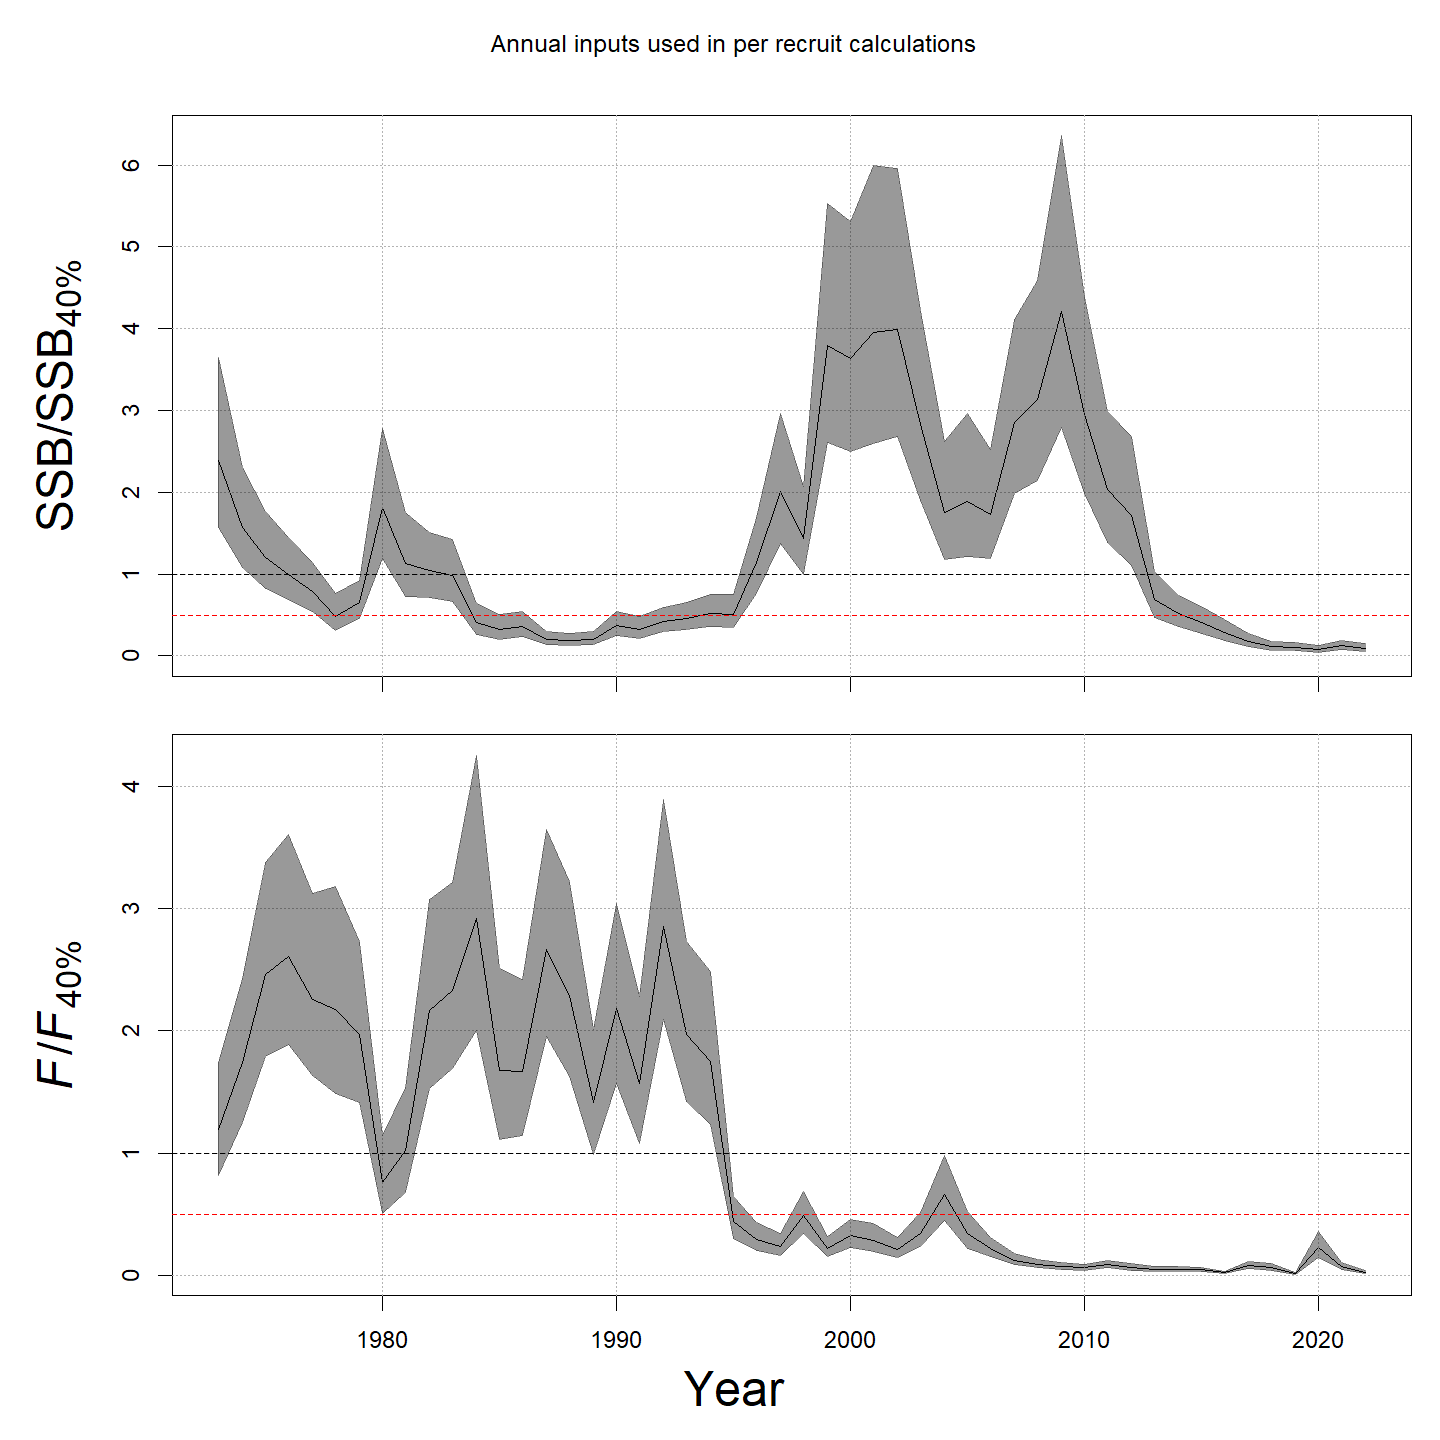 Annual inputs used in per recruit calculations
SSB/SSB40%
6
5
4
3
2
1
0
F/F40%
4
3
2
1
0
1980 1990 2000 2010 2020
Year